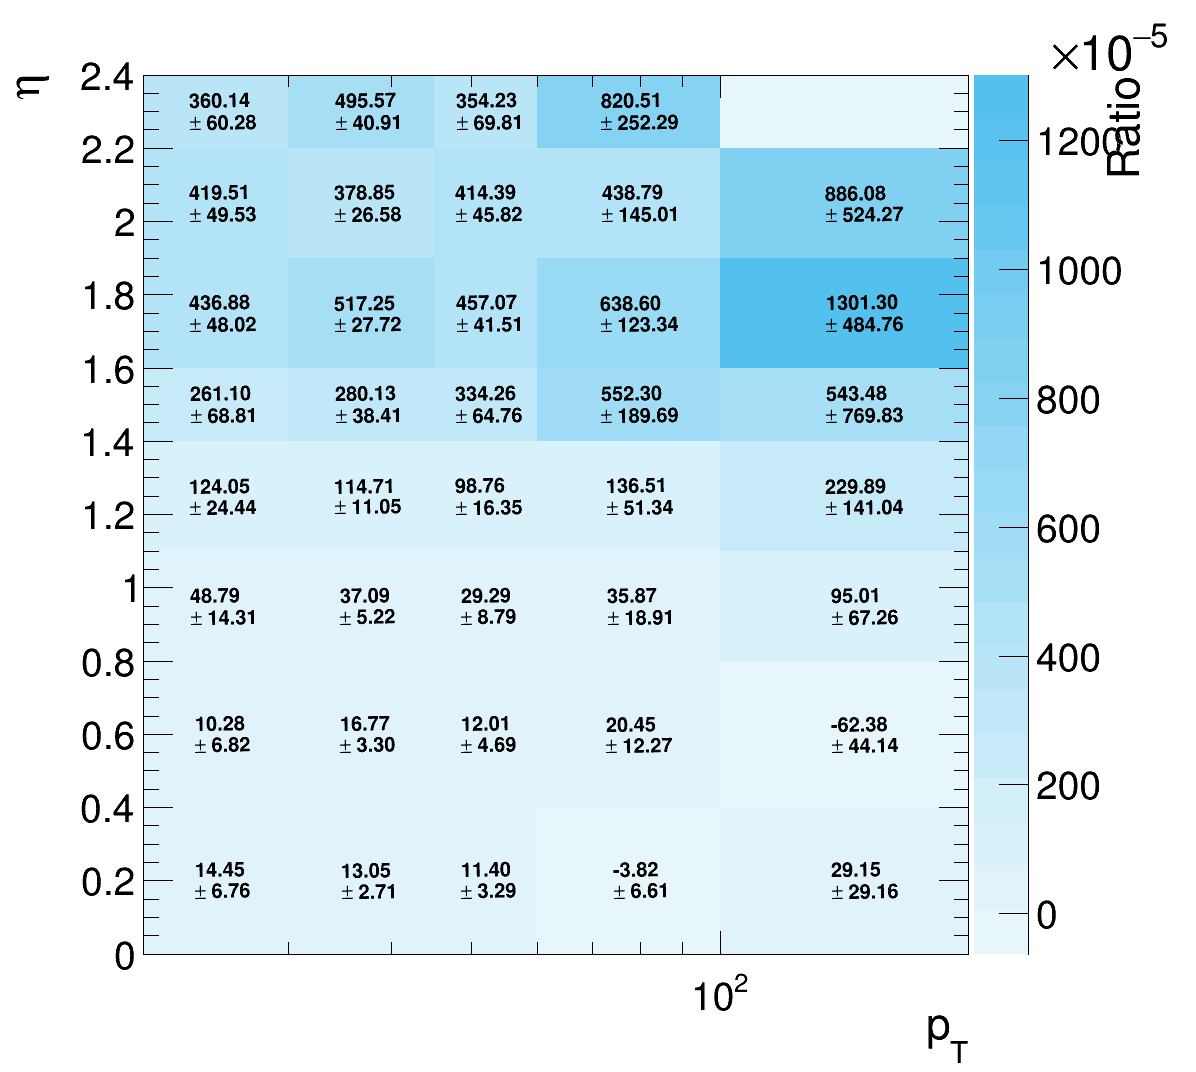 ×10⁻⁵
Ratio
η
2.4
2.2
2
1.8
1.6
1.4
1.2
1
0.8
0.6
0.4
0.2
0
360.14 495.57 354.23 820.51
± 60.28 ± 40.91 ± 69.81 ± 252.29
419.51 378.85 414.39 438.79 886.08
± 49.53 ± 26.58 ± 45.82 ± 145.01 ± 524.27
436.88 517.25 457.07 638.60 1301.30
± 48.02 ± 27.72 ± 41.51 ± 123.34 ± 484.76
261.10 280.13 334.26 552.30 543.48
± 68.81 ± 38.41 ± 64.76 ± 189.69 ± 769.83
124.05 114.71 98.76 136.51 229.89
± 24.44 ± 11.05 ± 16.35 ± 51.34 ± 141.04
48.79 37.09 29.29 35.87 95.01
± 14.31 ± 5.22 ± 8.79 ± 18.91 ± 67.26
10.28 16.77 12.01 20.45 -62.38
± 6.82 ± 3.30 ± 4.69 ± 12.27 ± 44.14
14.45 13.05 11.40 -3.82 29.15
± 6.76 ± 2.71 ± 3.29 ± 6.61 ± 29.16
1200
1000
800
600
400
200
0
10²
p_T